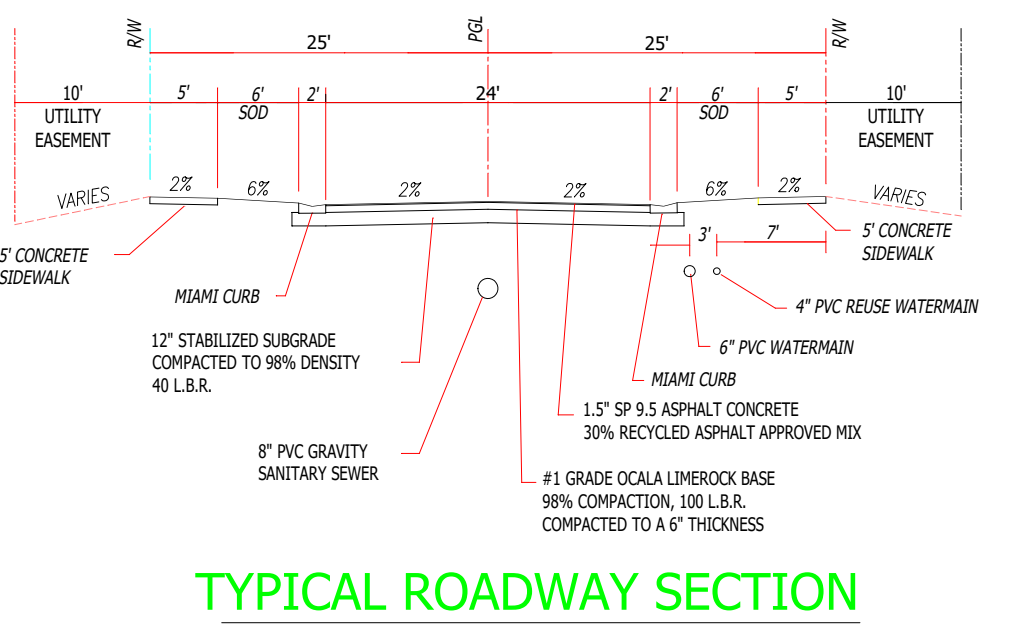 R/W
PGL
R/W
25'
25'
10'
5'
6'
2'
24'
2'
6'
5'
10'
UTILITY
EASEMENT
SOD
SOD
UTILITY
EASEMENT
VARIES
2%
6%
2%
2%
6%
2%
VARIES
3'
7'
5' CONCRETE
SIDEWALK
5' CONCRETE
SIDEWALK
MIAMI CURB
4" PVC REUSE WATERMAIN
12" STABILIZED SUBGRADE
COMPACTED TO 98% DENSITY
40 L.B.R.
6" PVC WATERMAIN
MIAMI CURB
1.5" SP 9.5 ASPHALT CONCRETE
30% RECYCLED ASPHALT APPROVED MIX
8" PVC GRAVITY
SANITARY SEWER
#1 GRADE OCALA LIMEROCK BASE
98% COMPACTION, 100 L.B.R.
COMPACTED TO A 6" THICKNESS
TYPICAL ROADWAY SECTION